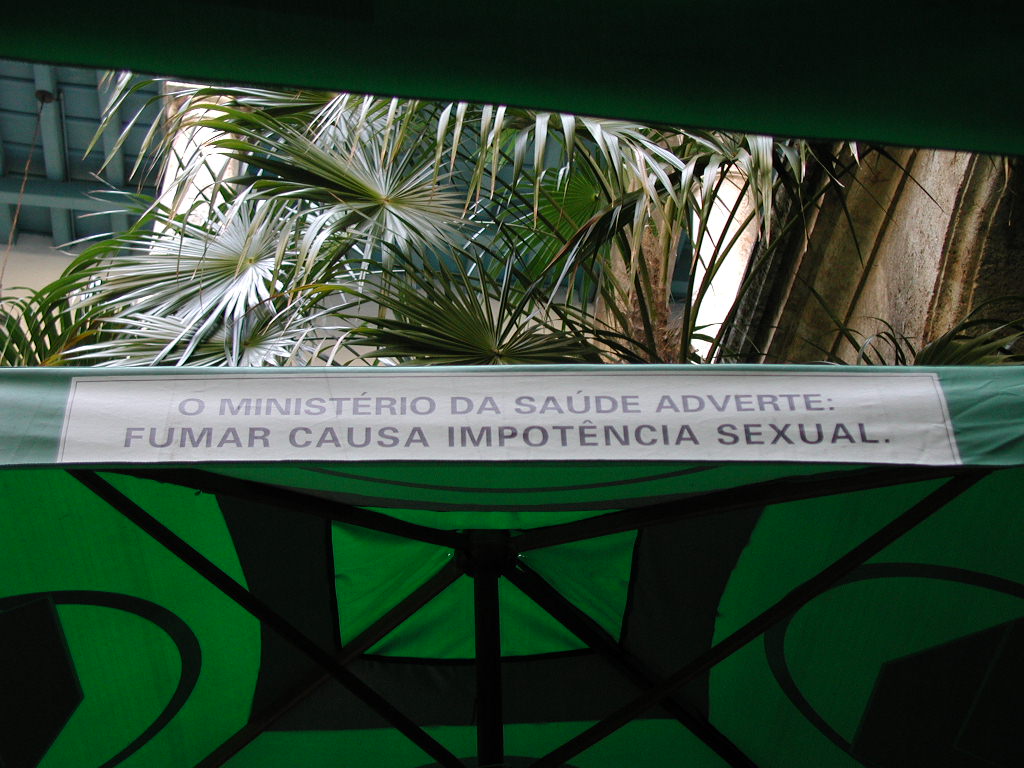 O MINISTÉRIO DA SAÚDE ADVERTE:
FUMAR CAUSA IMPOTÊNCIA SEXUAL.